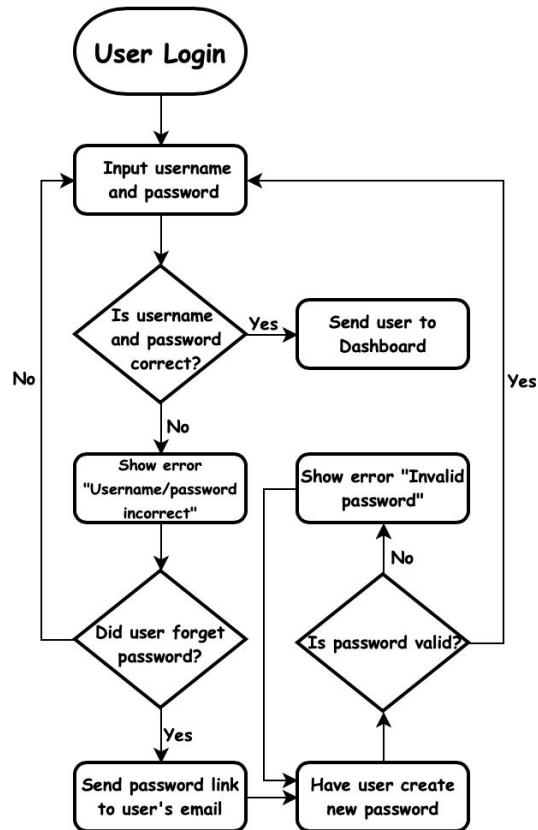 User Login
Input username
and password
Is username
and password
correct?
Yes
Send user to
Dashboard
No
Yes
No
Show error
"Username/password
incorrect"
Show error "Invalid
password"
No
Did user forget
password?
Is password valid?
Yes
Send password link
to user's email
Have user create
new password